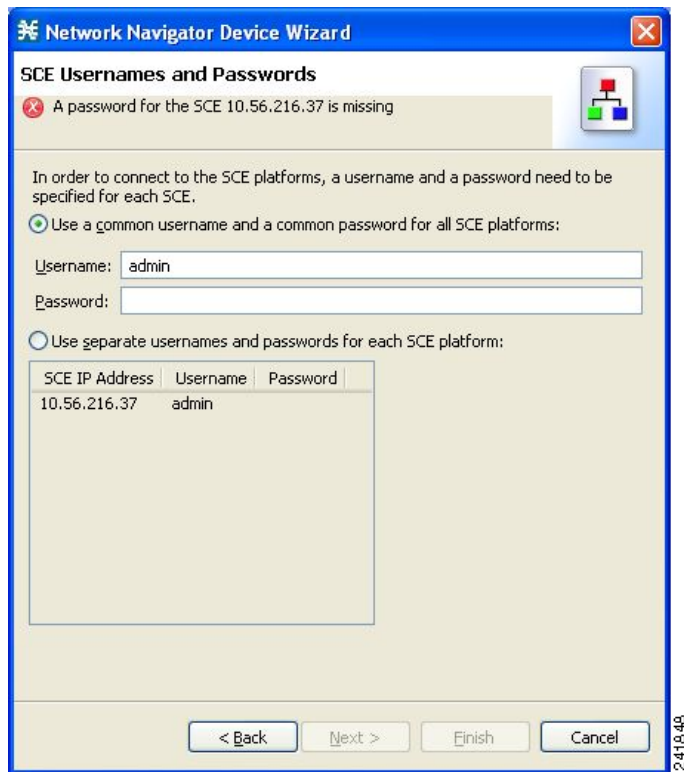 Network Navigator Device Wizard
SCE Usernames and Passwords
A password for the SCE 10.56.216.37 is missing
In order to connect to the SCE platforms, a username and a password need to be
specified for each SCE.
Use a common username and a common password for all SCE platforms:
Username: admin
Password:
Use separate usernames and passwords for each SCE platform:
SCE IP Address Username Password
10.56.216.37 admin
< Back Next > Finish Cancel
241848